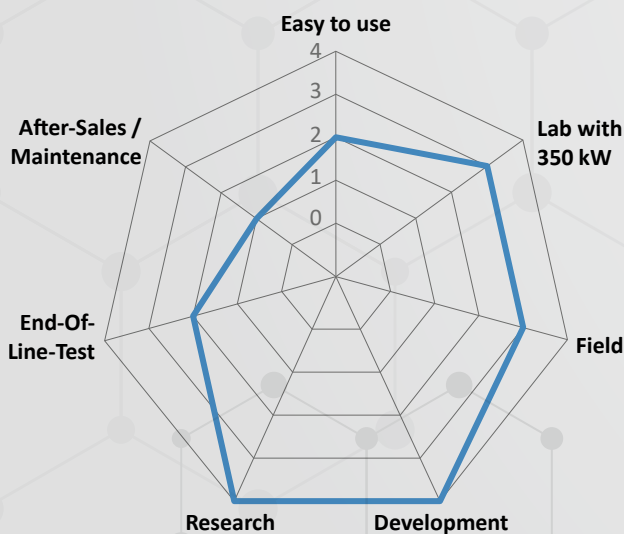 Easy to use
4
3
2
1
0
After-Sales /
Maintenance
Lab with
350 kW
End-Of-
Line-Test
Field
Research
Development